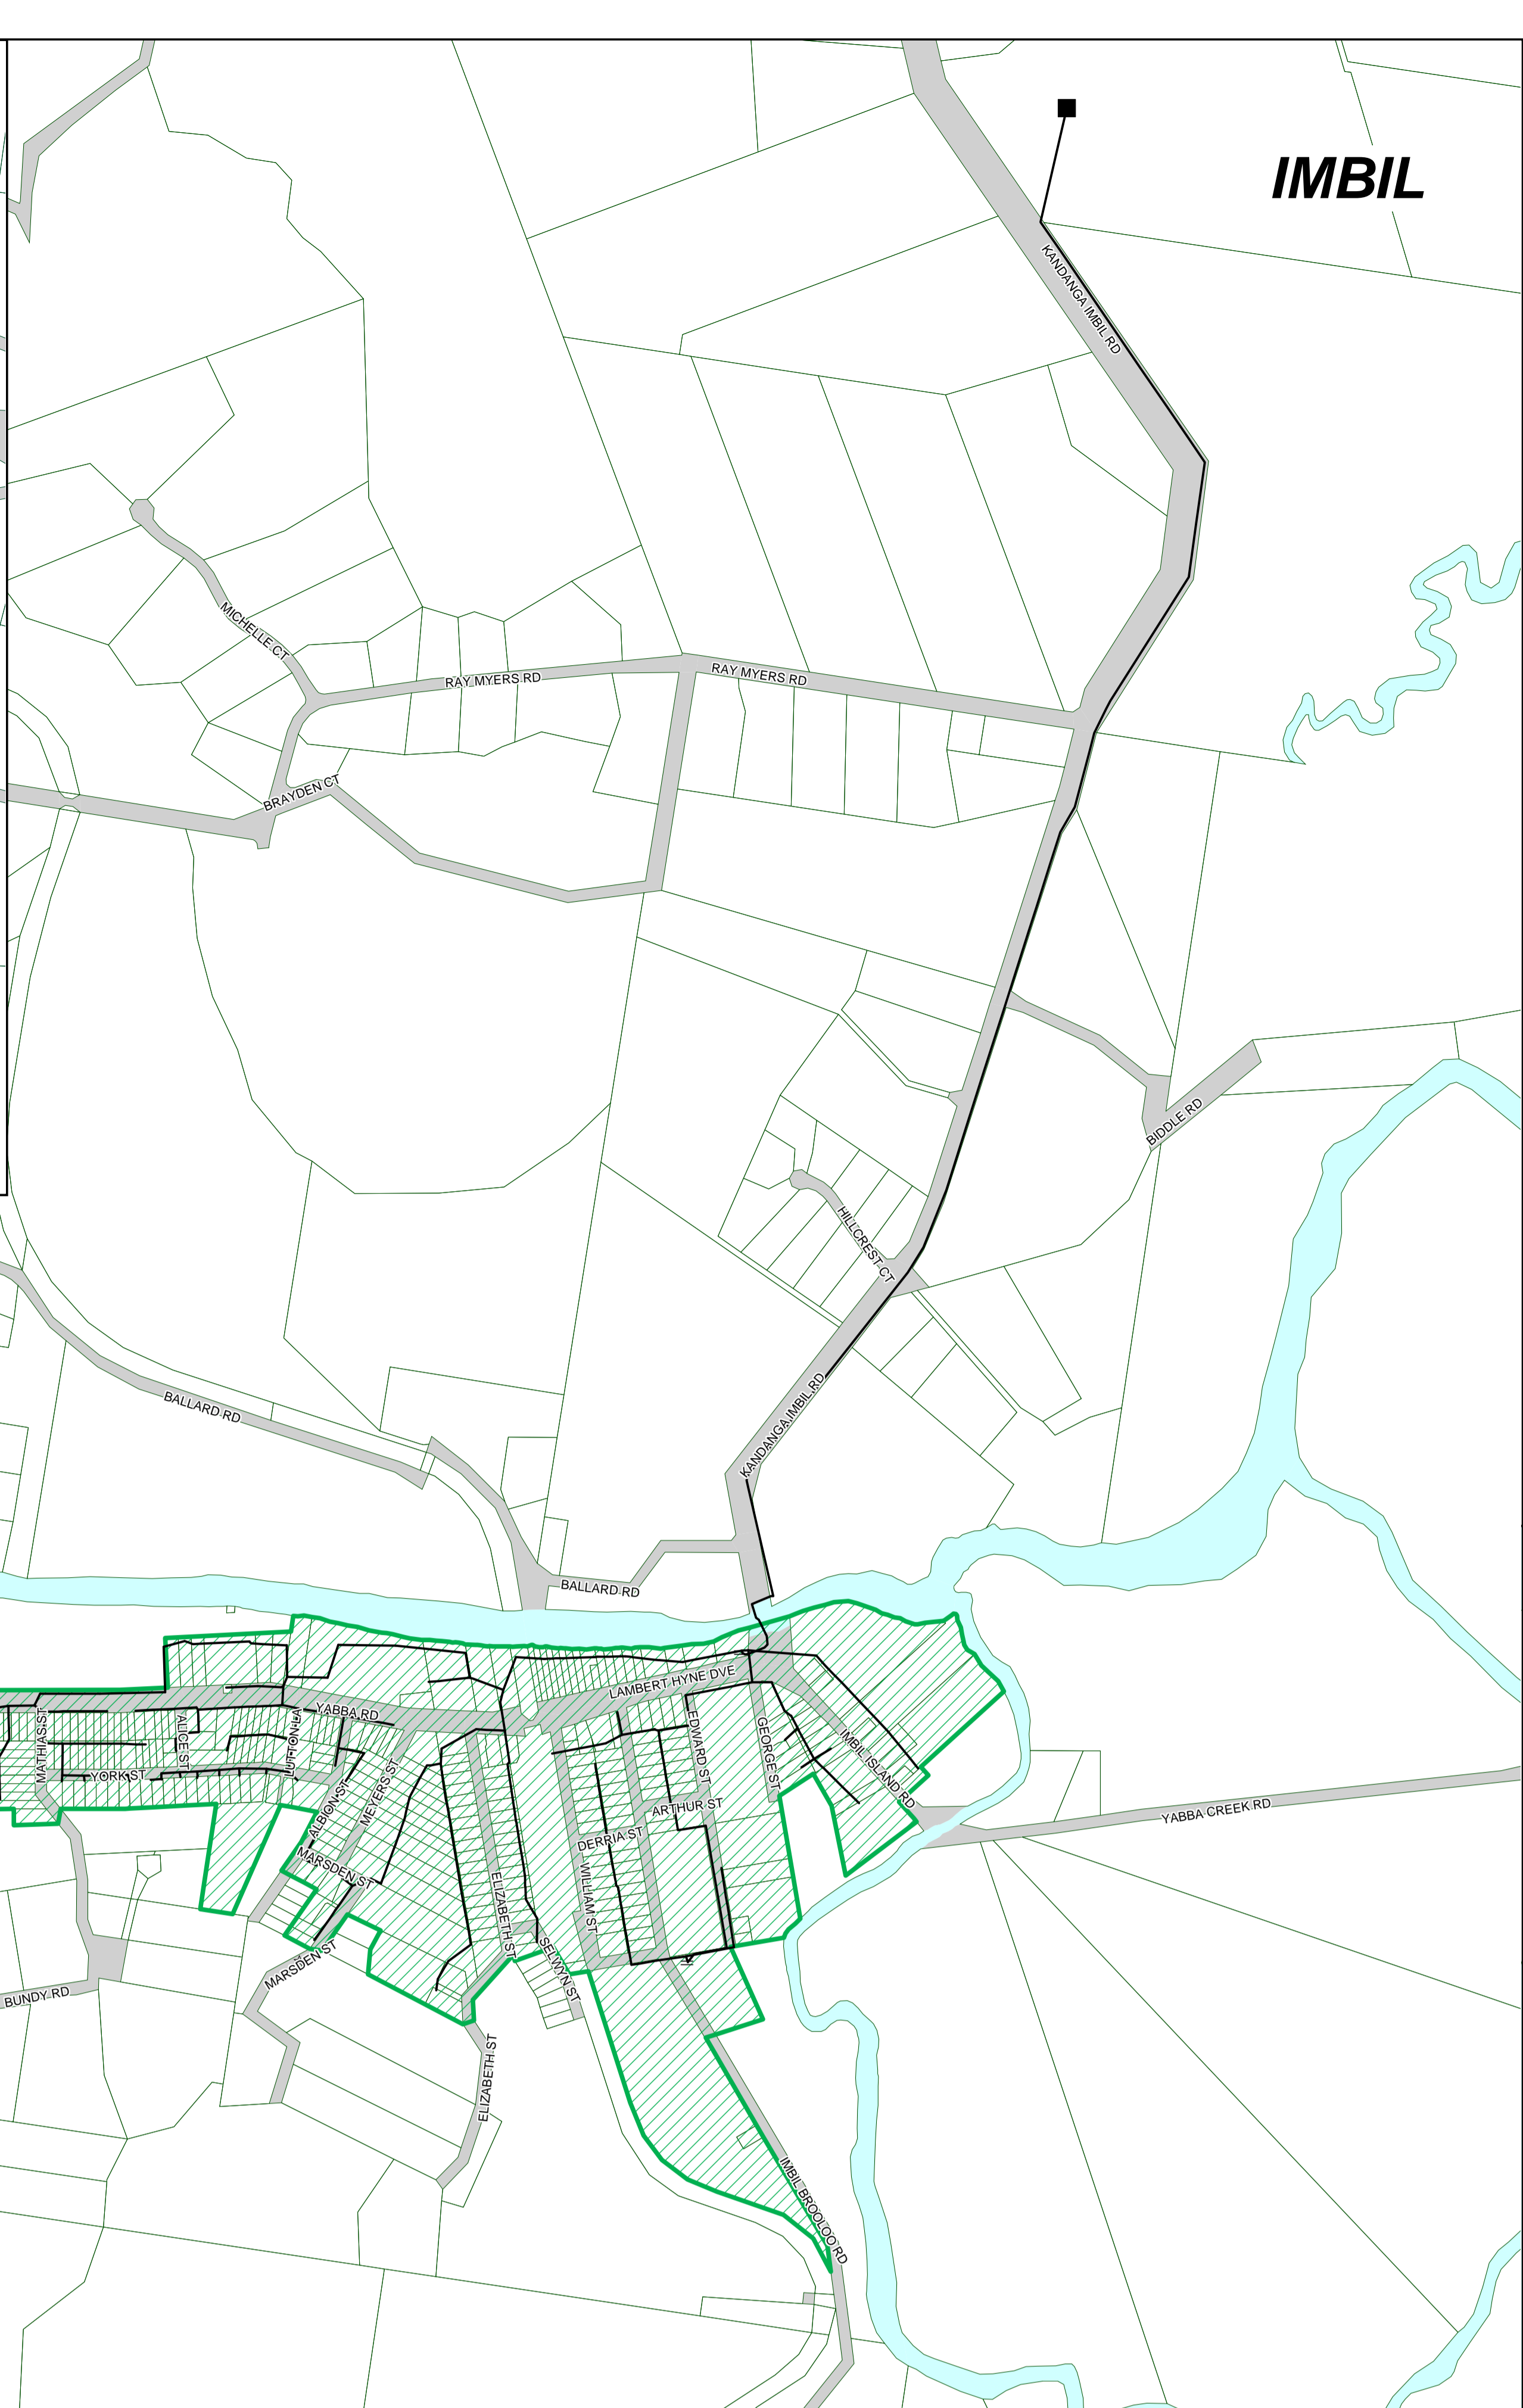 IMBIL
KANDANGA IMBIL RD
MICHELLE CT
RAY MYERS RD
RAY MYERS RD
BRAYDEN CT
BIDDLE RD
HILLCREST CT
KANDANGA IMBIL RD
BALLARD RD
BALLARD RD
LAMBERT HYNE DVE
YABBA RD
MATHIAS ST
ALICE ST
LUTTON LA
YORK ST
ALBION ST
MEYERS ST
EDWARD ST
GEORGE ST
IMBIL ISLAND RD
YABBA CREEK RD
ARTHUR ST
DERRIA ST
MARSDEN ST
WILLIAM ST
ELIZABETH ST
SELWYN ST
MARSDEN ST
BUNDY RD
ELIZABETH ST
IMBIL BROOLOO RD